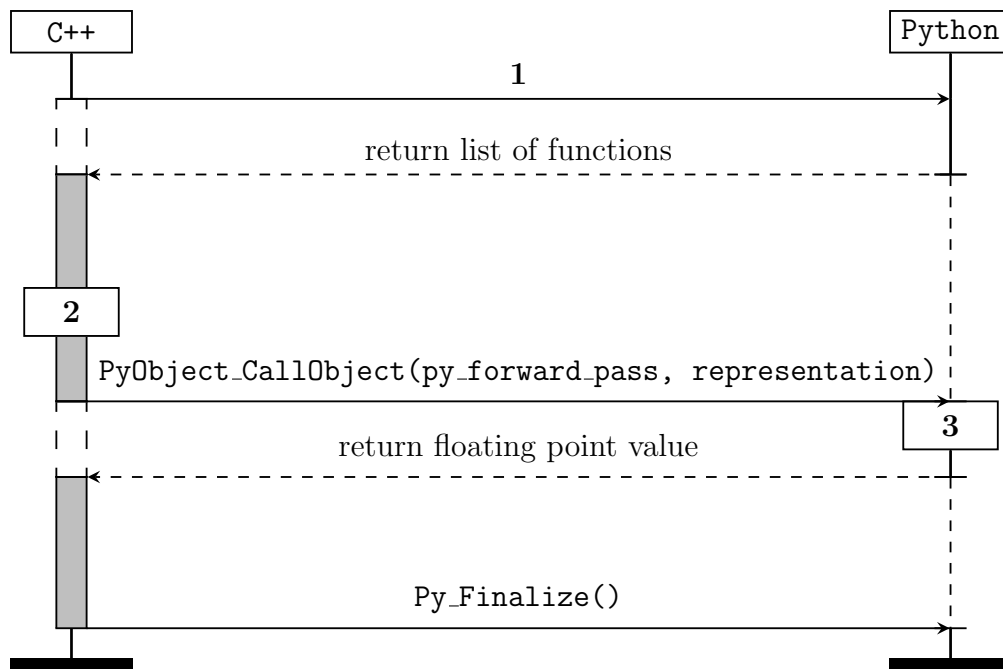 C++
Python
1
return list of functions
2
PyObject_CallObject(py_forward_pass, representation)
3
return floating point value
Py_Finalize()